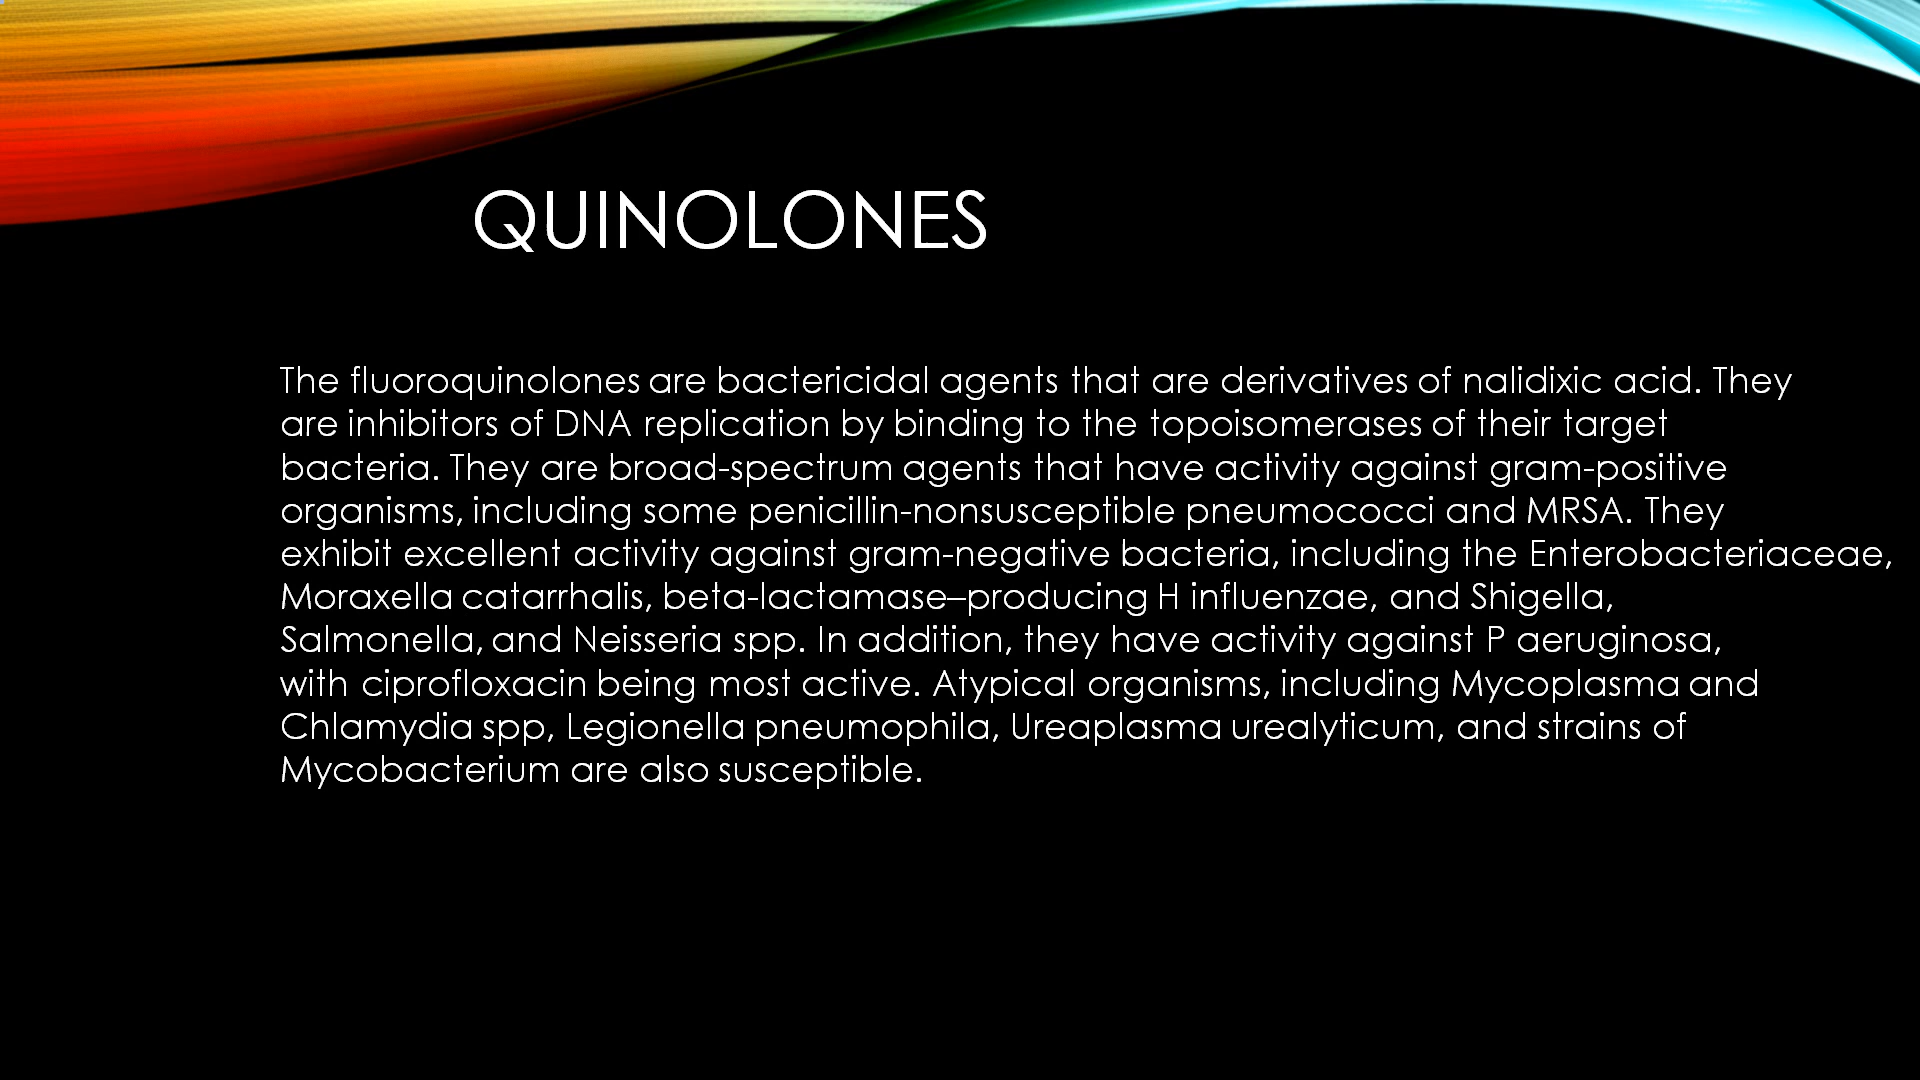 QUINOLONES
The fluoroquinolones are bactericidal agents that are derivatives of nalidixic acid. They
are inhibitors of DNA replication by binding to the topoisomerases of their target
bacteria. They are broad-spectrum agents that have activity against gram-positive
organisms, including some penicillin-nonsusceptible pneumococci and MRSA. They
exhibit excellent activity against gram-negative bacteria, including the Enterobacteriaceae,
Moraxella catarrhalis, beta-lactamase–producing H influenzae, and Shigella,
Salmonella, and Neisseria spp. In addition, they have activity against P aeruginosa,
with ciprofloxacin being most active. Atypical organisms, including Mycoplasma and
Chlamydia spp, Legionella pneumophila, Ureaplasma urealyticum, and strains of
Mycobacterium are also susceptible.